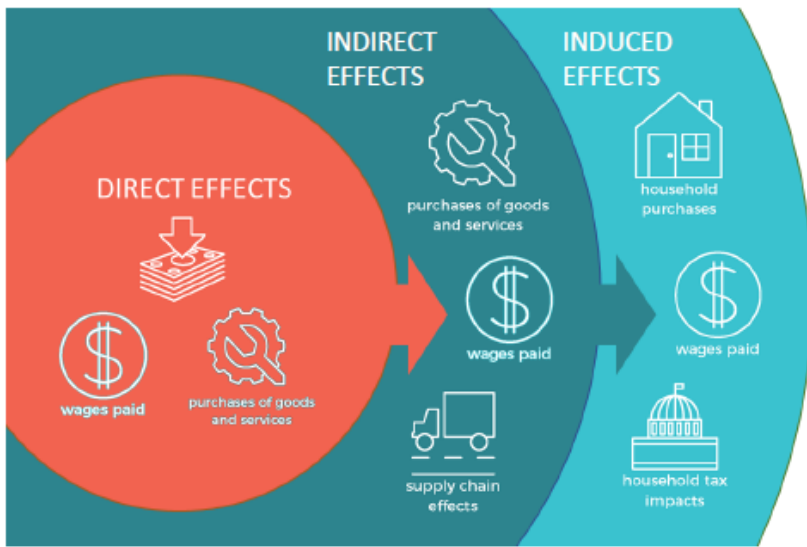 DIRECT EFFECTS
wages paid
purchases of goods
and services
INDIRECT
EFFECTS
purchases of goods
and services
wages paid
supply chain
effects
INDUCED
EFFECTS
household
purchases
wages paid
household tax
impacts